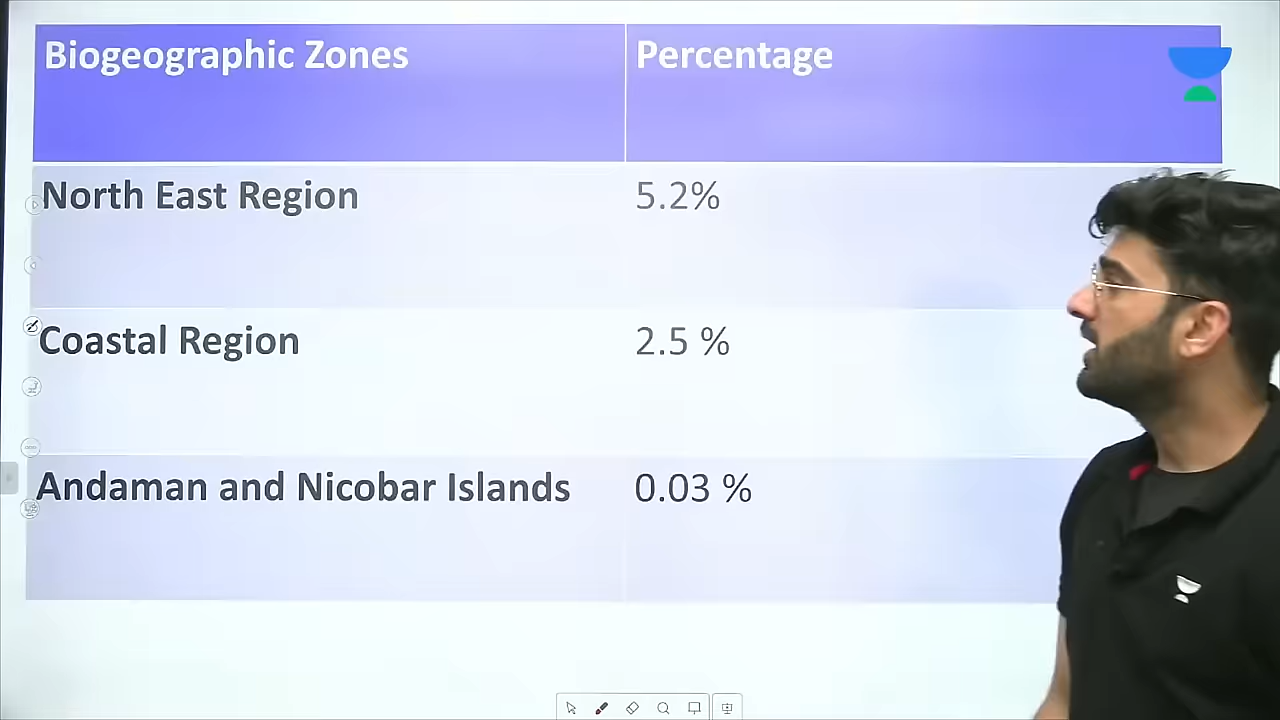 Biogeographic Zones Percentage
North East Region 5.2%
Coastal Region 2.5 %
Andaman and Nicobar Islands 0.03 %